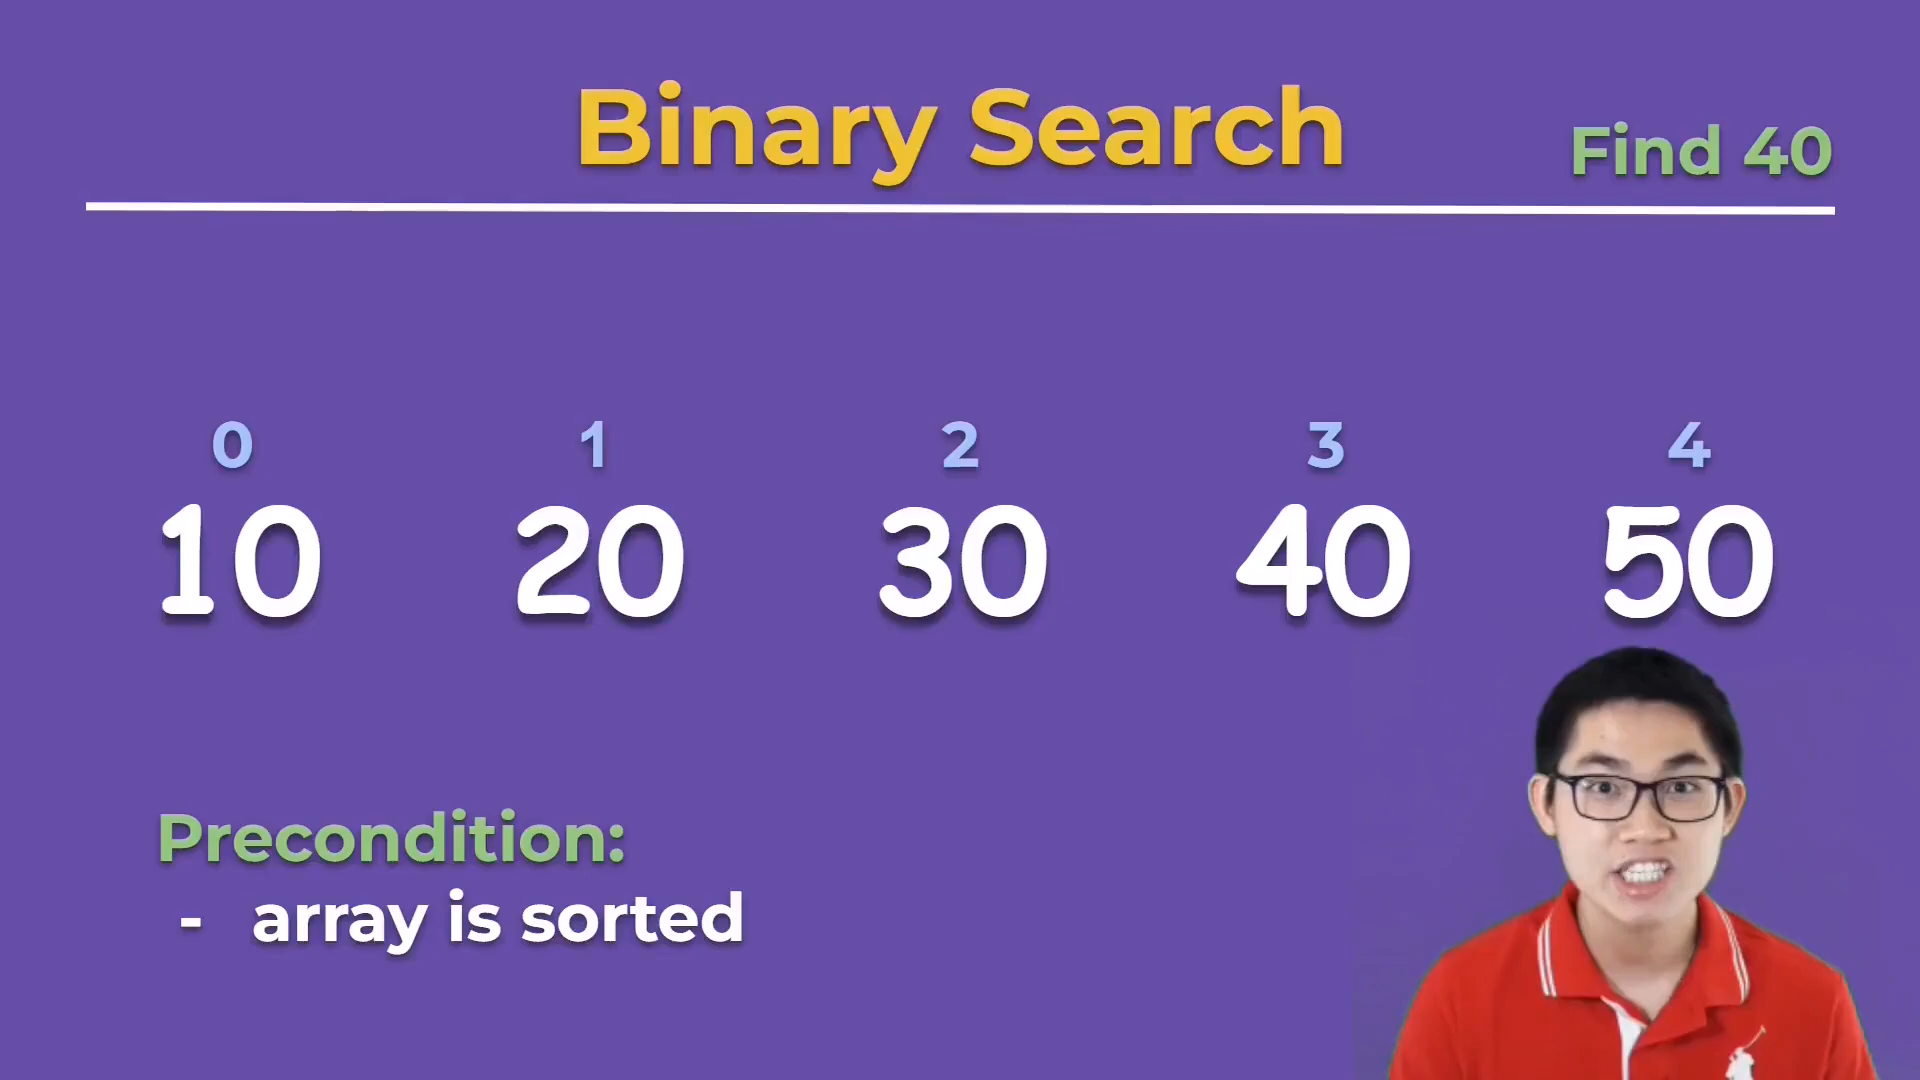 Binary Search
Find 40
0 1 2 3 4
10 20 30 40 50
Precondition:
- array is sorted